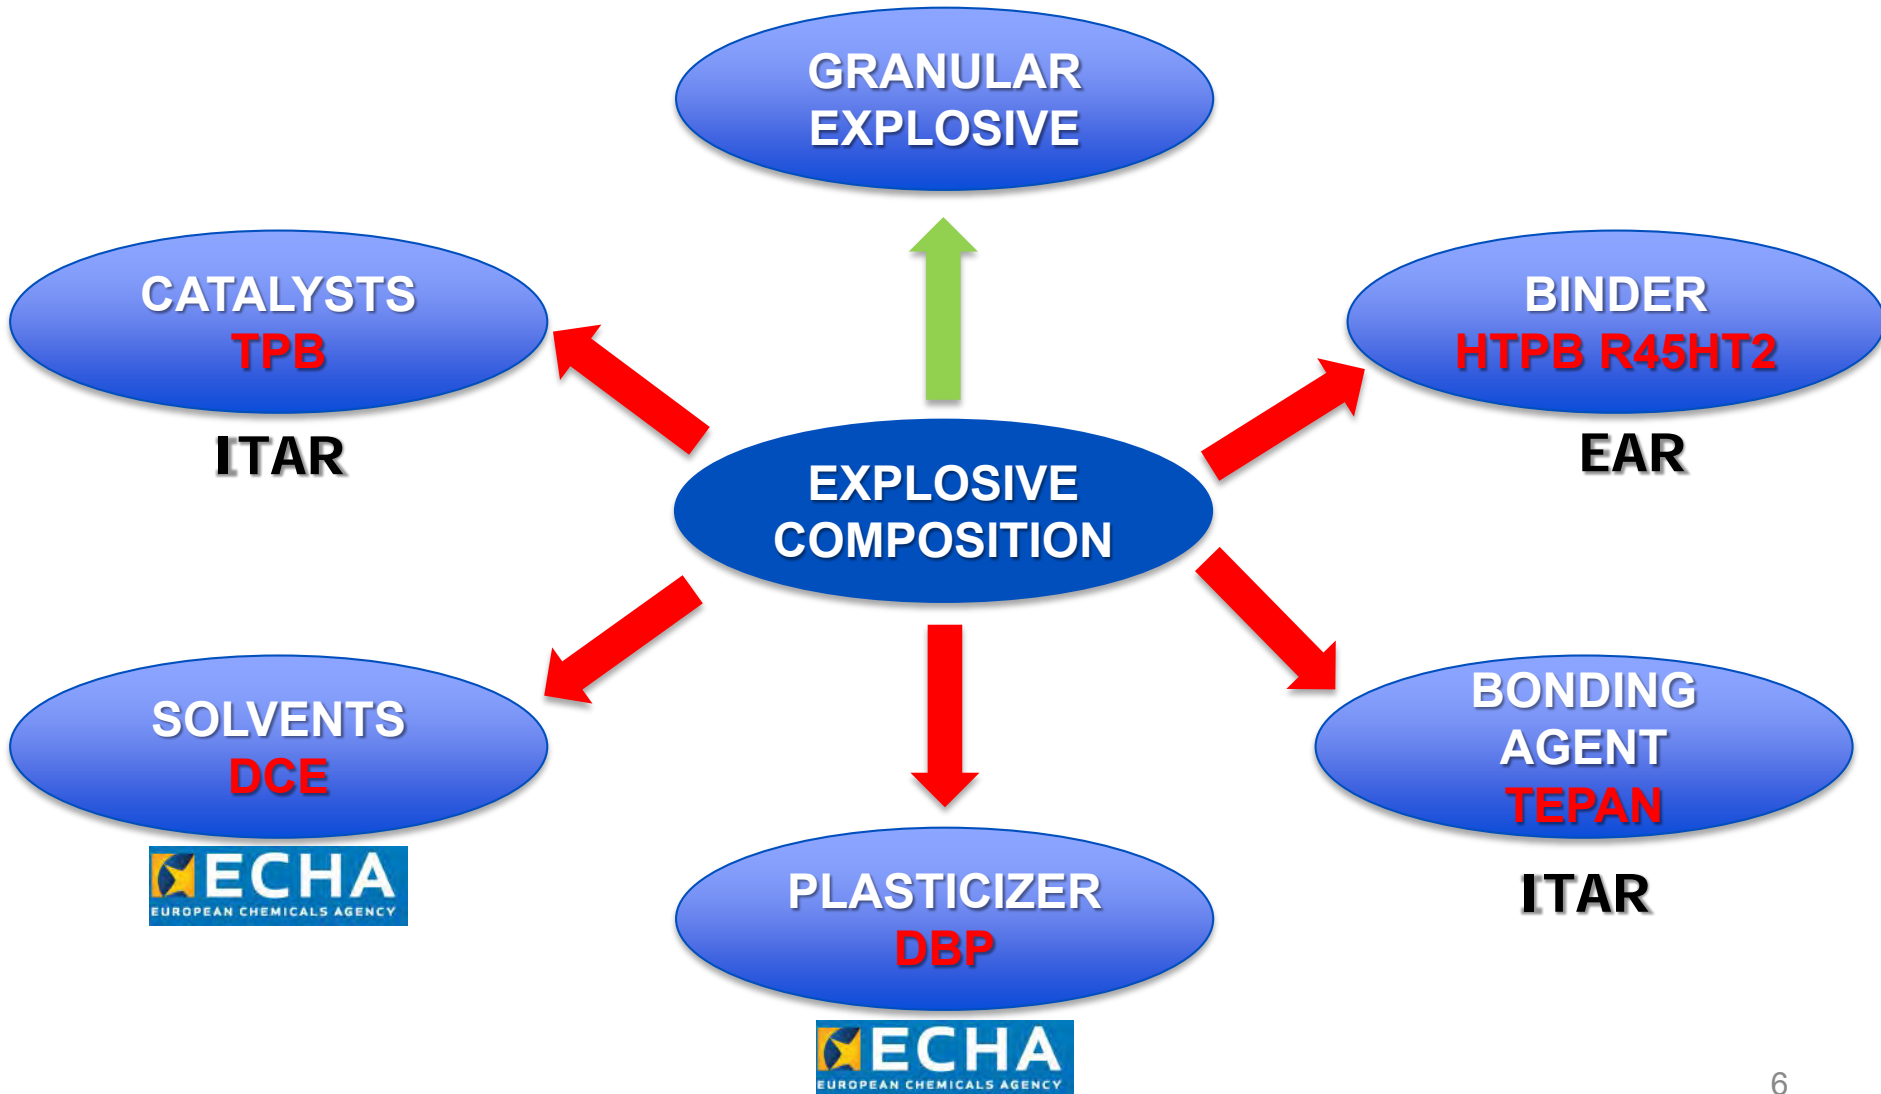 GRANULAR
EXPLOSIVE
CATALYSTS
TPB
ITAR
BINDER
HTPB R45HT2
EAR
EXPLOSIVE
COMPOSITION
SOLVENTS
DCE
ECHA
EUROPEAN CHEMICALS AGENCY
BONDING
AGENT
TEPAN
ITAR
PLASTICIZER
DBP
ECHA
EUROPEAN CHEMICALS AGENCY
6